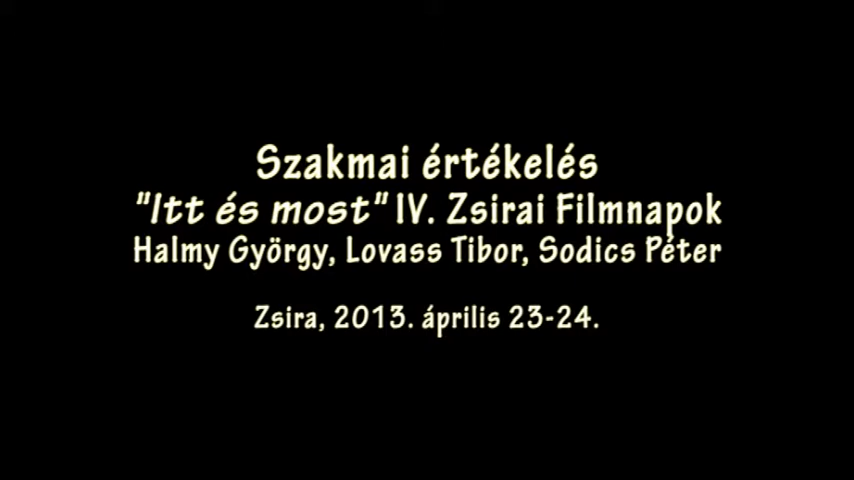 Szakmai értékelés
"Itt és most" IV. Zsirai Filmnapok
Halmy György, Lovass Tibor, Sodics Péter
Zsira, 2013. április 23-24.